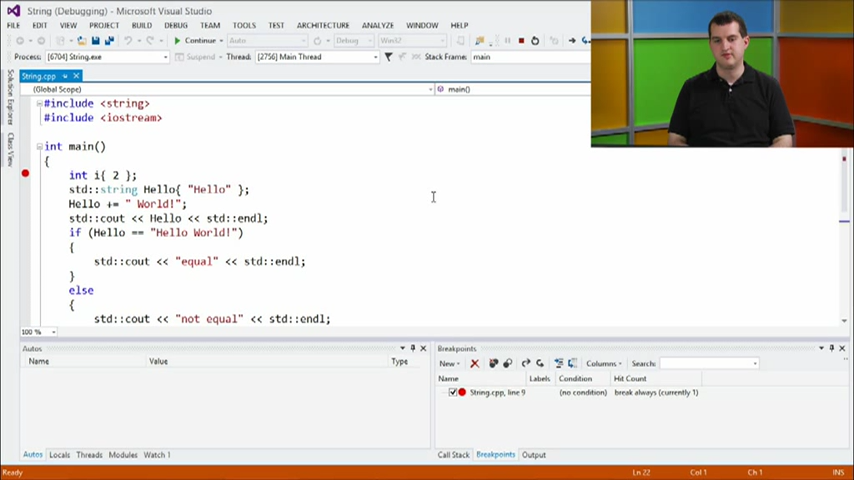 String (Debugging) - Microsoft Visual Studio
FILE EDIT VIEW PROJECT BUILD DEBUG TEAM TOOLS TEST ARCHITECTURE ANALYZE WINDOW HELP
Continue Auto Debug Win32
Process: [6704] String.exe Suspend Thread: [2756] Main Thread Stack Frame: main
String.cpp
(Global Scope) main()
Solution Explorer
Class View
#include <string>
#include <iostream>
int main()
{
int i{ 2 };
std::string Hello{ "Hello" };
Hello += " World!";
std::cout << Hello << std::endl;
if (Hello == "Hello World!")
{
std::cout << "equal" << std::endl;
}
else
{
std::cout << "not equal" << std::endl;
100 %
Autos
Name Value Type
Autos Locals Threads Modules Watch 1
Breakpoints
New Columns Search:
Name Labels Condition Hit Count
String.cpp, line 9 (no condition) break always (currently 1)
Call Stack Breakpoints Output
Ready Ln 22 Col 1 Ch 1 INS